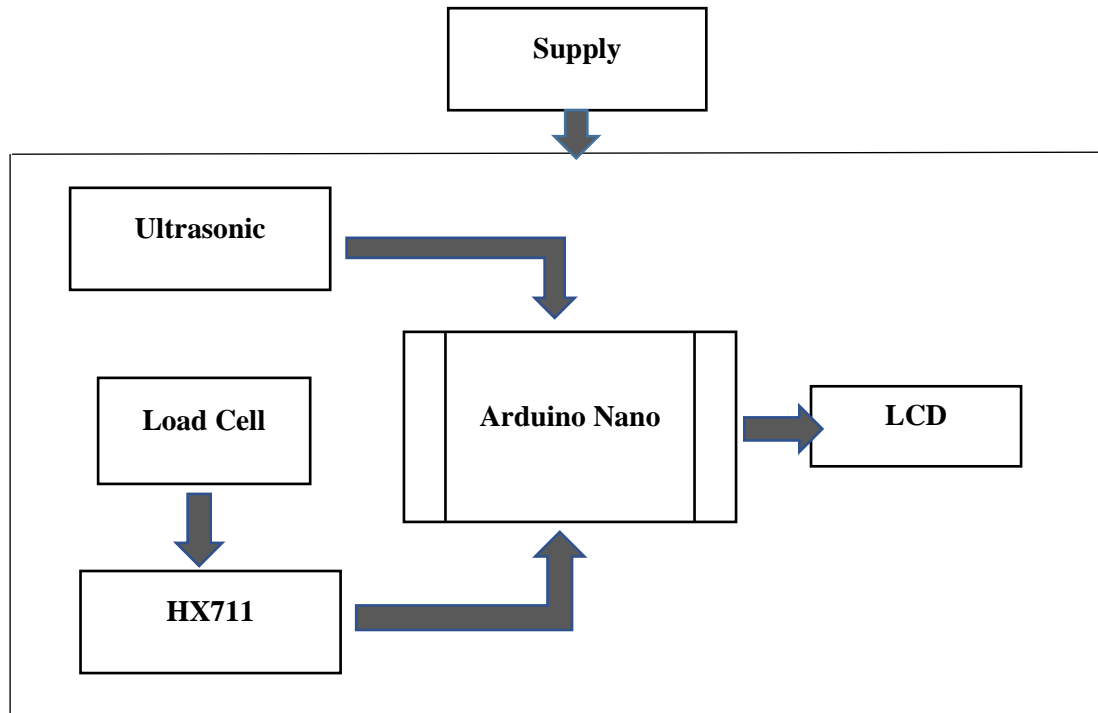 Supply
Ultrasonic
Load Cell
Arduino Nano
LCD
HX711